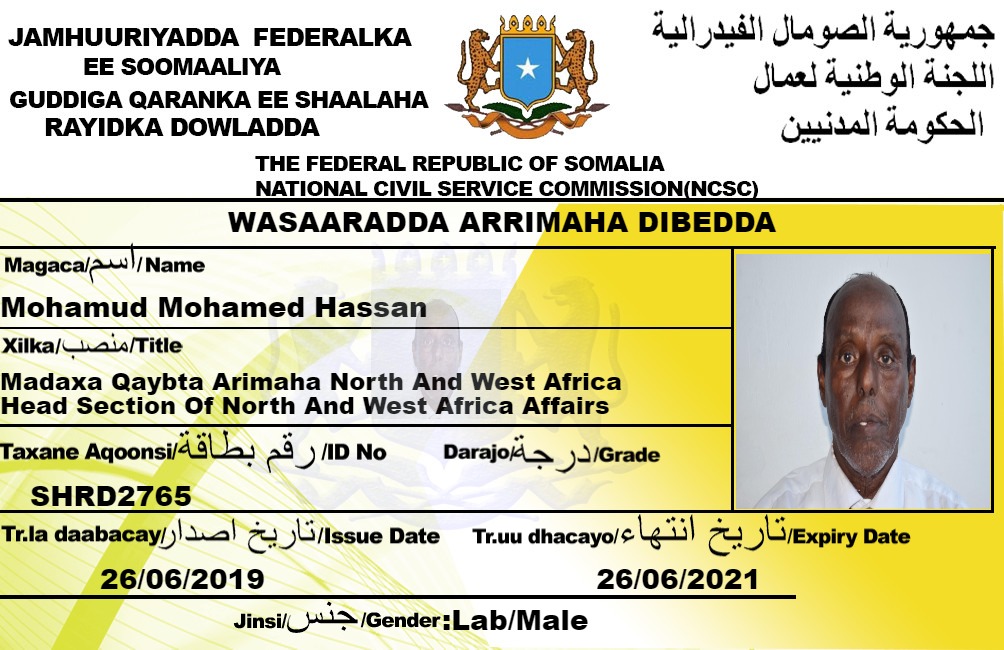 JAMHUURIYADDA FEDERALKA
EE SOOMAALIYA
GUDDIGA QARANKA EE SHAALAHA
RAYIDKA DOWLADDA
جمهورية الصومال الفيدرالية
اللجنة الوطنية لعمال
الحكومة المدنيين
THE FEDERAL REPUBLIC OF SOMALIA
NATIONAL CIVIL SERVICE COMMISSION(NCSC)
WASAARADDA ARRIMAHA DIBEDDA
Magaca/اسم/Name
Mohamud Mohamed Hassan
Xilka/منصب/Title
Madaxa Qaybta Arimaha North And West Africa
Head Section Of North And West Africa Affairs
Taxane Aqoonsi/رقم بطاقة/ID No Darajo/درجة/Grade
SHRD2765
Tr.la daabacay/تاريخ اصدار/Issue Date Tr.uu dhacayo/تاريخ انتهاء/Expiry Date
26/06/2019 26/06/2021
Jinsi/جنس/Gender:Lab/Male